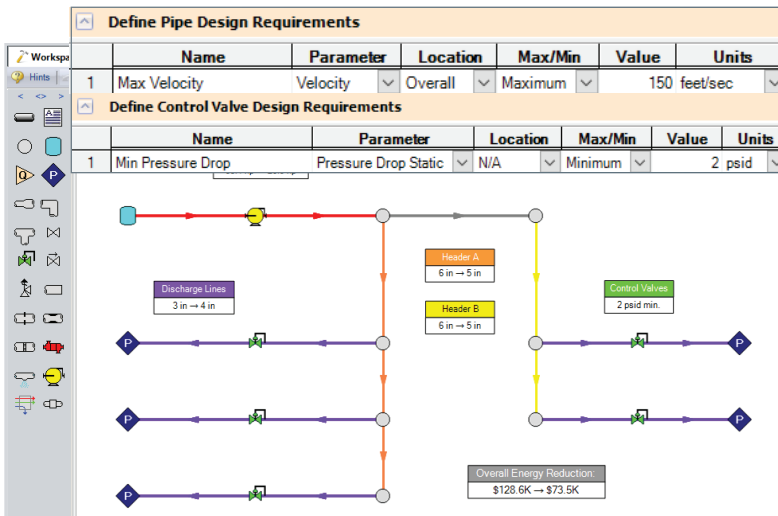 Define Pipe Design Requirements
Name Parameter Location Max/Min Value Units
1 Max Velocity Velocity Overall Maximum 150 feet/sec
Define Control Valve Design Requirements
Name Parameter Location Max/Min Value Units
1 Min Pressure Drop Pressure Drop Static N/A Minimum 2 psid
Hints
< <> >
Q P
Header A
6 in → 5 in
Discharge Lines
3 in → 4 in
Control Valves
2 psid min.
Header B
6 in → 5 in
P P
P P
P
Overall Energy Reduction:
$128.6K → $73.5K